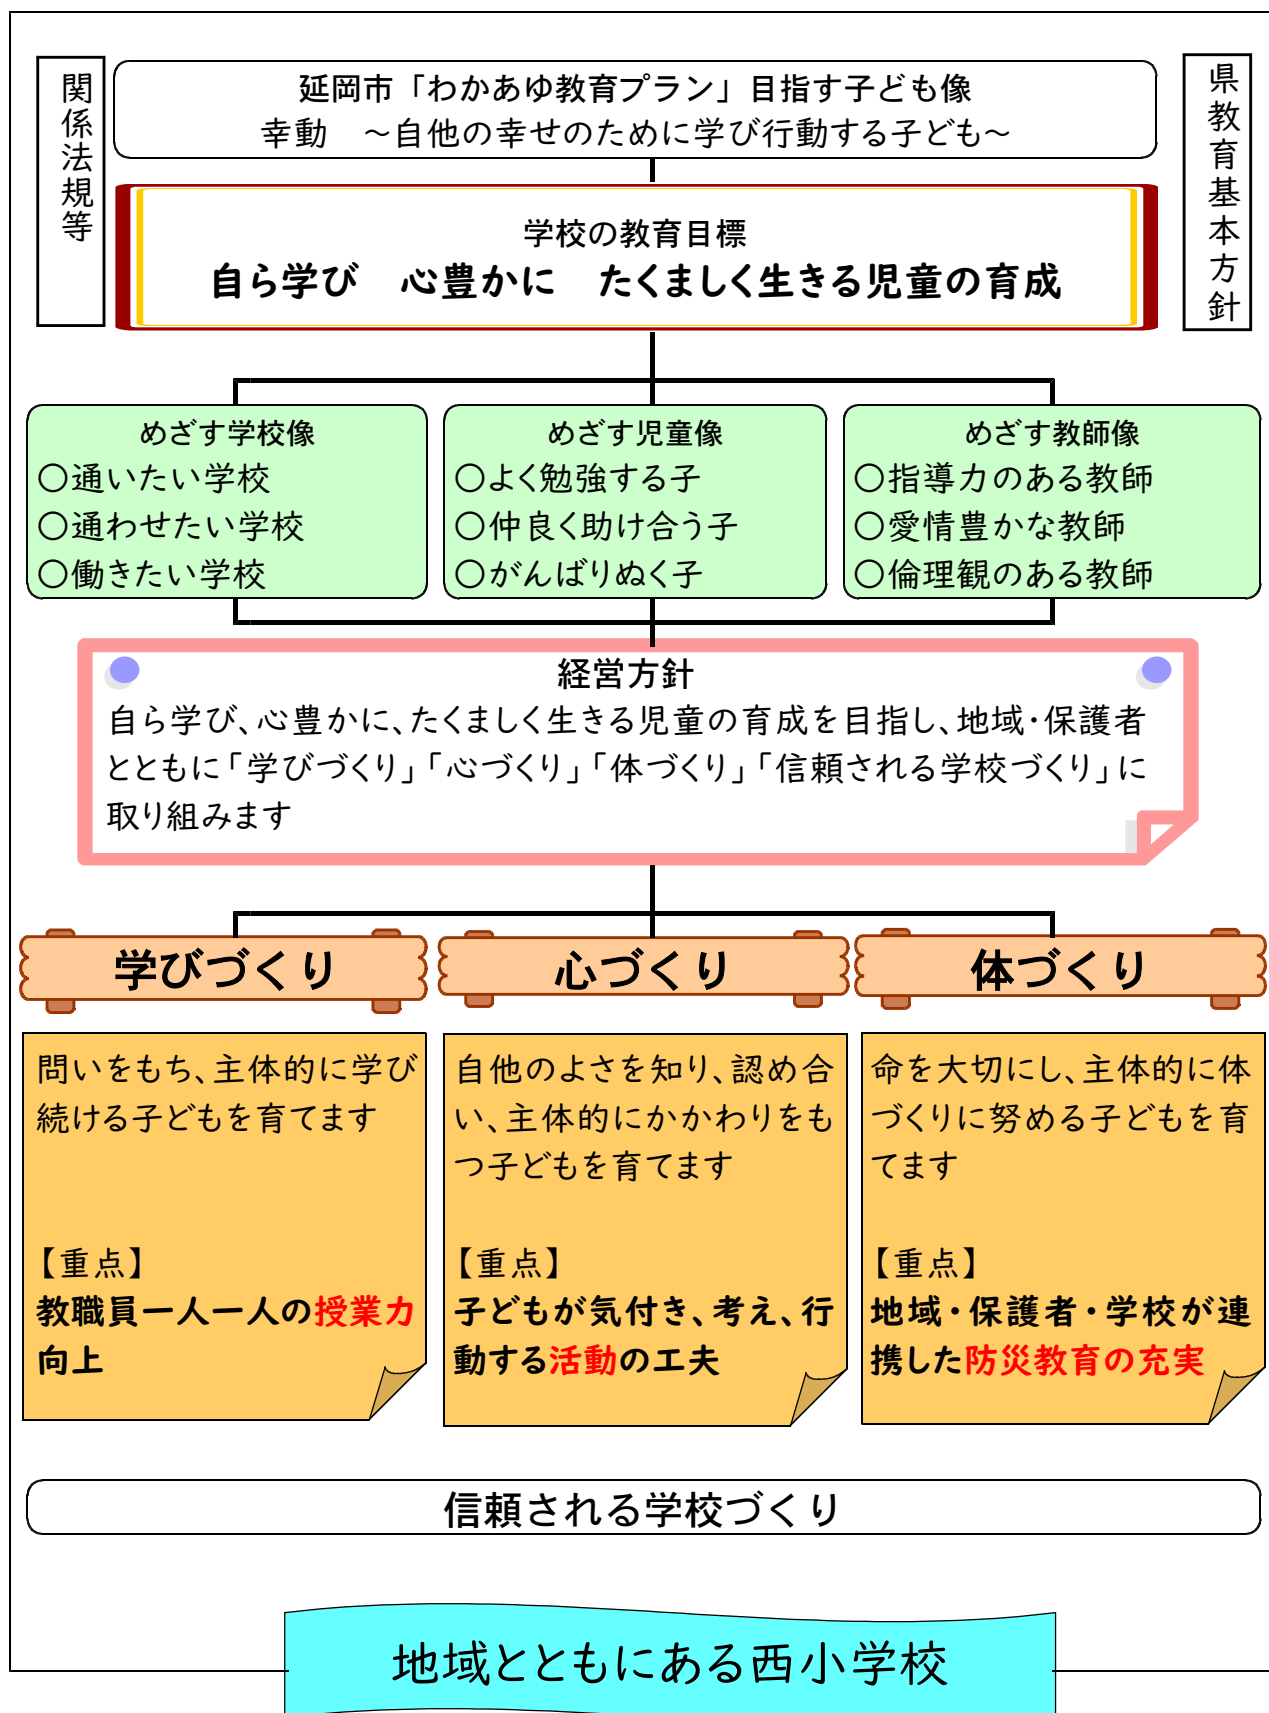 関係法規等
延岡市「わかあゆ教育プラン」目指す子ども像
幸動　～自他の幸せのために学び行動する子ども～
県教育基本方針
学校の教育目標
自ら学び　心豊かに　たくましく生きる児童の育成
めざす学校像
○通いたい学校
○通わせたい学校
○働きたい学校
めざす児童像
○よく勉強する子
○仲良く助け合う子
○がんばりぬく子
めざす教師像
○指導力のある教師
○愛情豊かな教師
○倫理観のある教師
経営方針
自ら学び、心豊かに、たくましく生きる児童の育成を目指し、地域・保護者
とともに「学びづくり」「心づくり」「体づくり」「信頼される学校づくり」に
取り組みます
学びづくり
問いをもち、主体的に学び
続ける子どもを育てます
【重点】
教職員一人一人の授業力
向上
心づくり
自他のよさを知り、認め合
い、主体的にかかわりをも
つ子どもを育てます
【重点】
子どもが気付き、考え、行
動する活動の工夫
体づくり
命を大切にし、主体的に体
づくりに努める子どもを育
てます
【重点】
地域・保護者・学校が連
携した防災教育の充実
信頼される学校づくり
地域とともにある西小学校